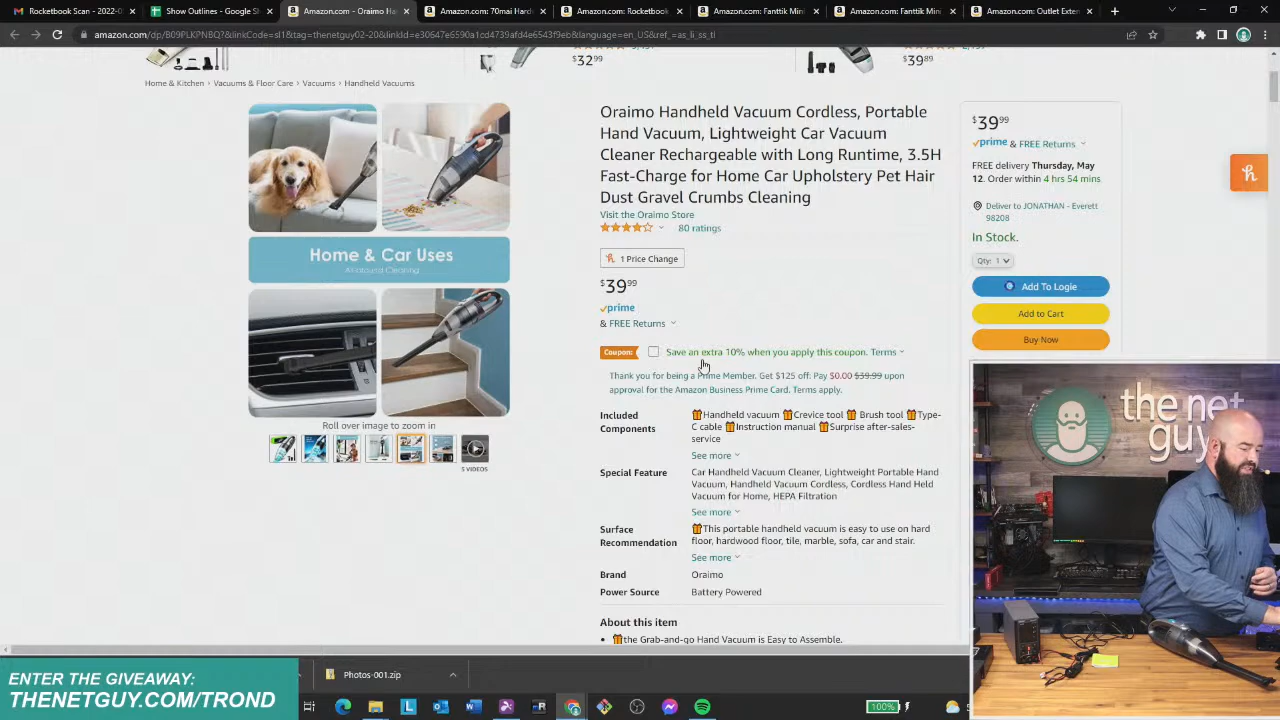 Rocketbook Scan - 2022-0
Show Outlines - Google Sh
Amazon.com - Oraimo Han
Amazon.com: 70mai Hardw
Amazon.com: Rocketbook
Amazon.com: Fanttik Mini
Amazon.com: Fanttik Mini
Amazon.com: Outlet Exten
amazon.com/dp/B09PLKPNBQ?&linkCode=sl1&tag=thenetguy02-20&linkId=e30647e6590a1cd4739afd4e6543f9eb&language=en_US&ref_=as_li_ss_tl
$32⁹⁹
$39⁸⁹
Home & Kitchen › Vacuums & Floor Care › Vacuums › Handheld Vacuums
Home & Car Uses
All-around Cleaning
Roll over image to zoom in
5 VIDEOS
Oraimo Handheld Vacuum Cordless, Portable
Hand Vacuum, Lightweight Car Vacuum
Cleaner Rechargeable with Long Runtime, 3.5H
Fast-Charge for Home Car Upholstery Pet Hair
Dust Gravel Crumbs Cleaning
Visit the Oraimo Store
80 ratings
1 Price Change
$39⁹⁹
prime
& FREE Returns
Coupon: Save an extra 10% when you apply this coupon. Terms
Thank you for being a Prime Member. Get $125 off: Pay $0.00 $39.99 upon
approval for the Amazon Business Prime Card. Terms apply.
Included Components
Handheld vacuum Crevice tool Brush tool Type-
C cable Instruction manual Surprise after-sales-
service
See more
Special Feature
Car Handheld Vacuum Cleaner, Lightweight Portable Hand
Vacuum, Handheld Vacuum Cordless, Cordless Hand Held
Vacuum for Home, HEPA Filtration
See more
Surface Recommendation
This portable handheld vacuum is easy to use on hard
floor, hardwood floor, tile, marble, sofa, car and stair.
See more
Brand Oraimo
Power Source Battery Powered
About this item
• the Grab-and-go Hand Vacuum is Easy to Assemble.
$39⁹⁹
prime & FREE Returns
FREE delivery Thursday, May
12. Order within 4 hrs 54 mins
Deliver to JONATHAN - Everett
98208
In Stock.
Qty: 1
Add To Logie
Add to Cart
Buy Now
the net
guy
ENTER THE GIVEAWAY:
THENETGUY.COM/TROND
Photos-001.zip
100%